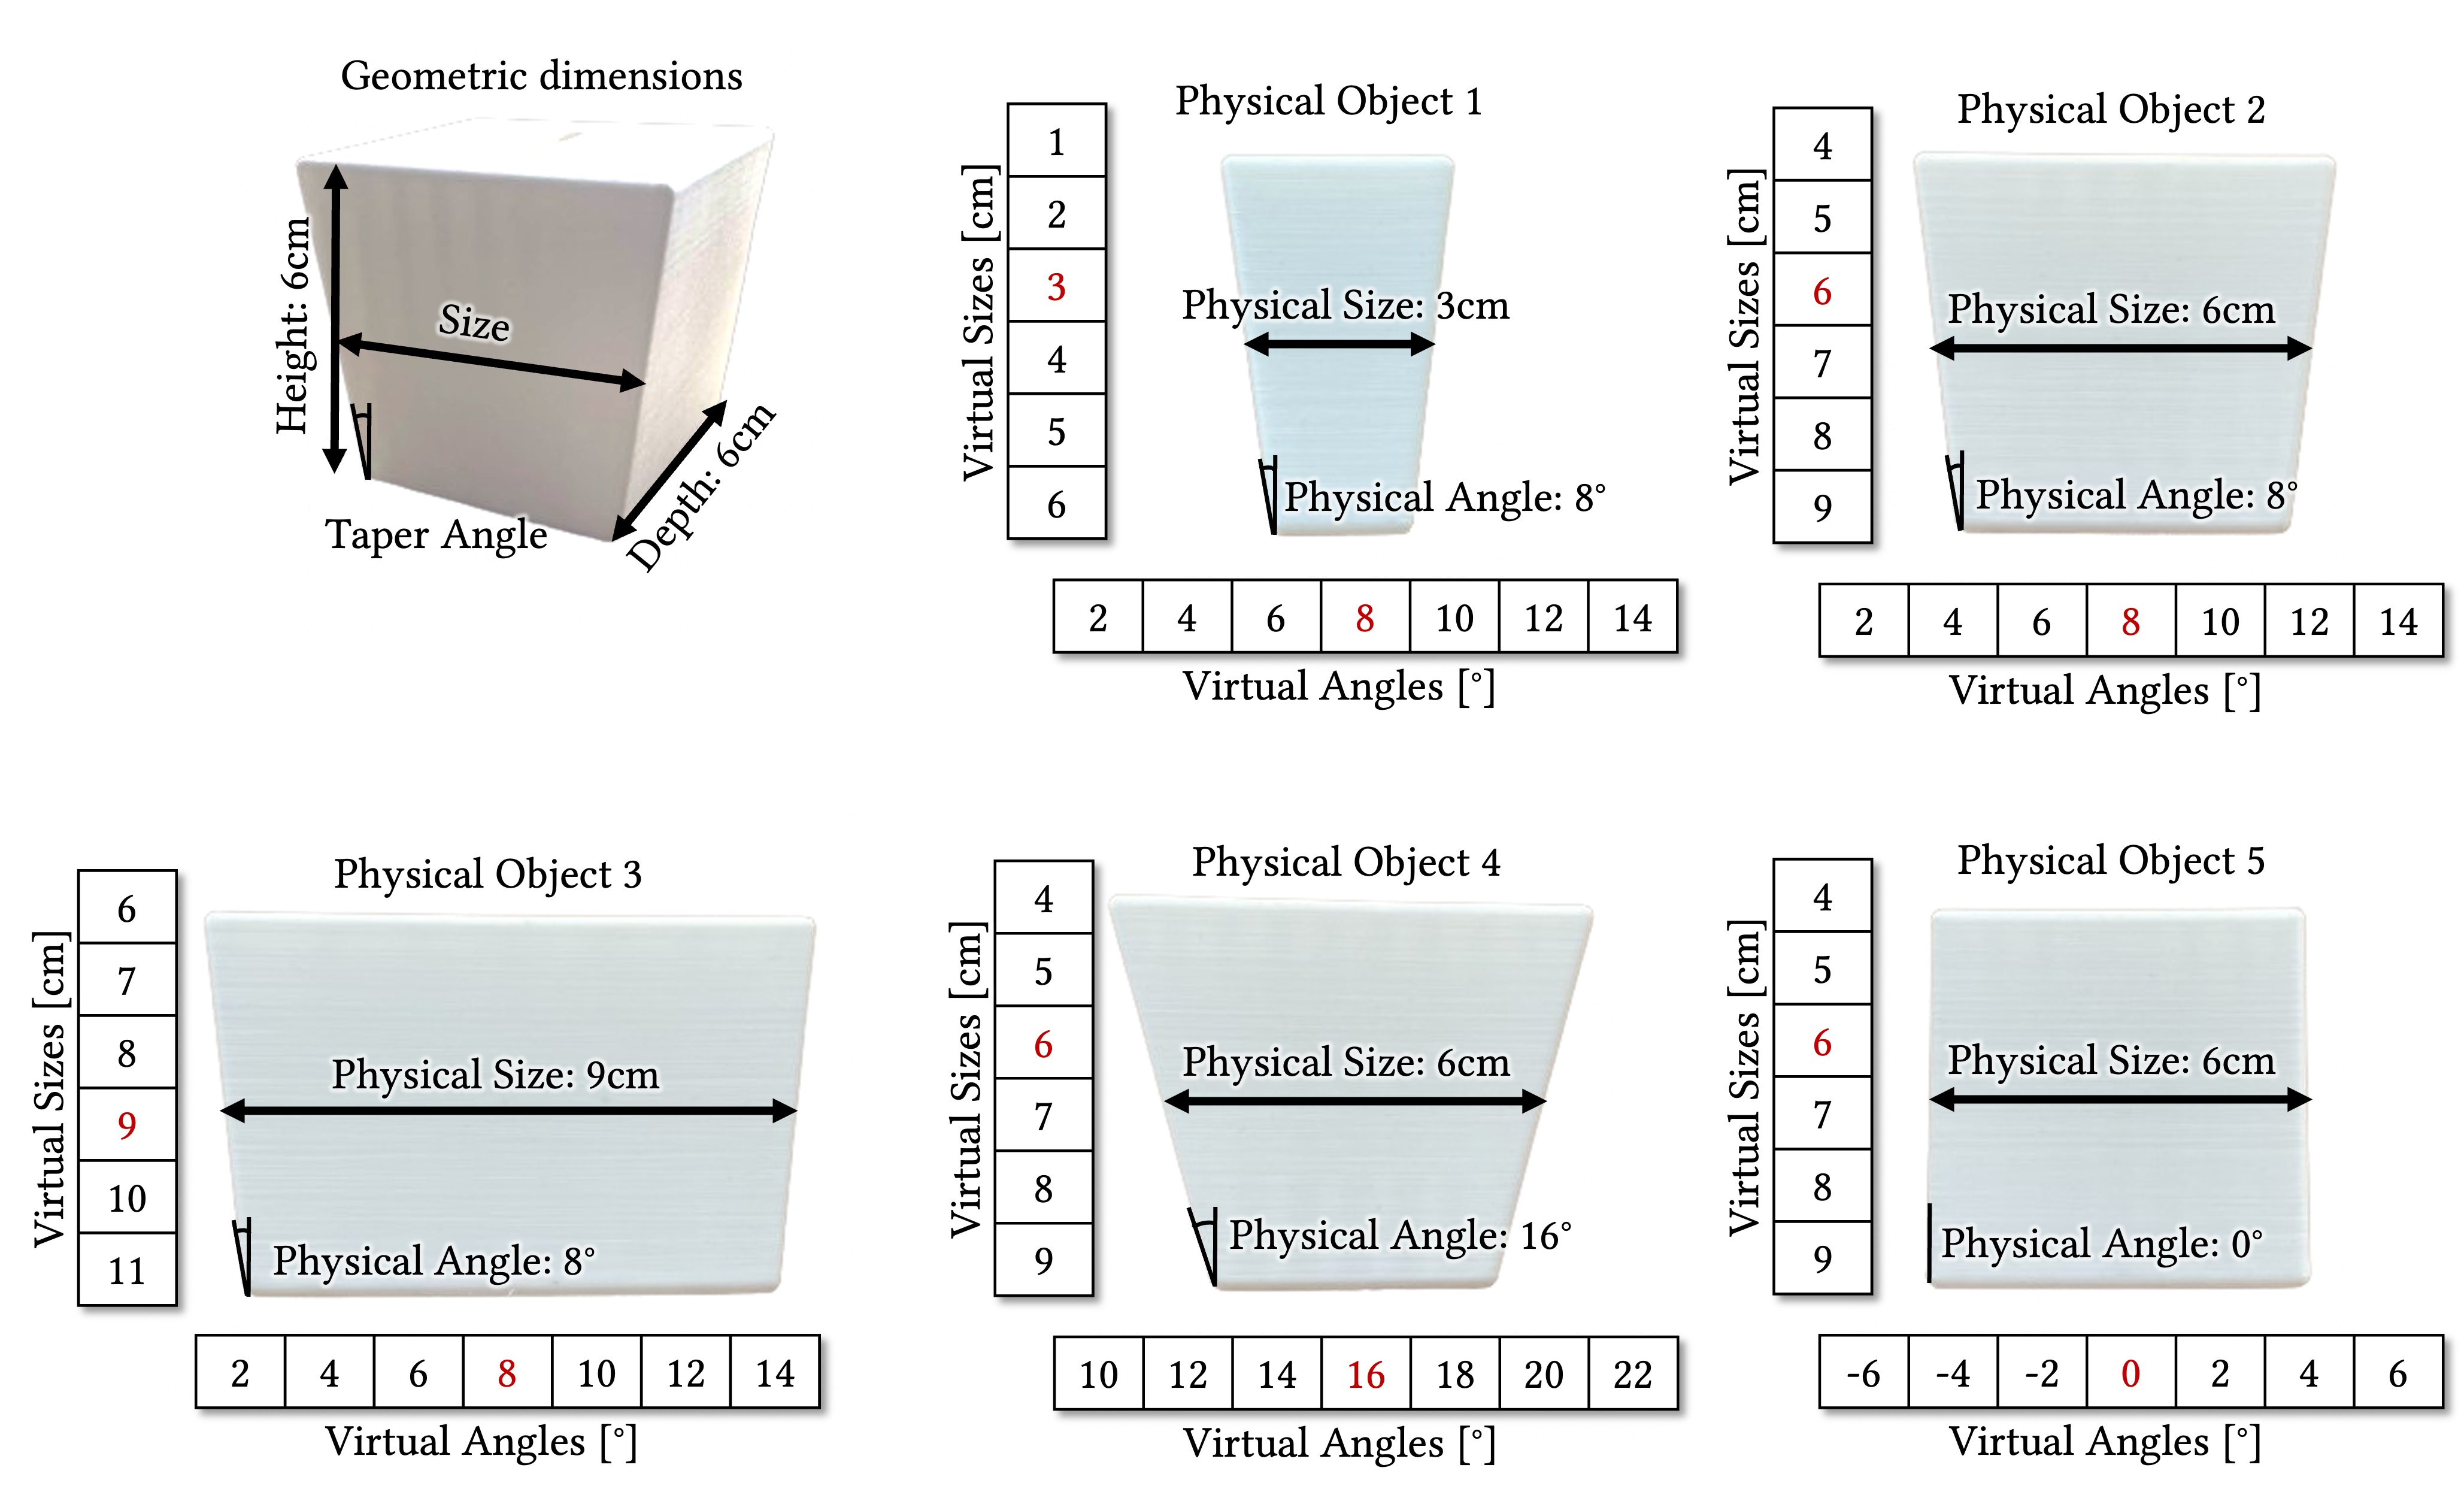 Geometric dimensions
Height: 6cm
Size
Depth: 6cm
Taper Angle
Physical Object 1
Virtual Sizes [cm]
1
2
3
4
5
6
Physical Size: 3cm
Physical Angle: 8°
2 4 6 8 10 12 14
Virtual Angles [°]
Physical Object 2
Virtual Sizes [cm]
4
5
6
7
8
9
Physical Size: 6cm
Physical Angle: 8°
2 4 6 8 10 12 14
Virtual Angles [°]
Physical Object 3
Virtual Sizes [cm]
6
7
8
9
10
11
Physical Size: 9cm
Physical Angle: 8°
2 4 6 8 10 12 14
Virtual Angles [°]
Physical Object 4
Virtual Sizes [cm]
4
5
6
7
8
9
Physical Size: 6cm
Physical Angle: 16°
10 12 14 16 18 20 22
Virtual Angles [°]
Physical Object 5
Virtual Sizes [cm]
4
5
6
7
8
9
Physical Size: 6cm
Physical Angle: 0°
-6 -4 -2 0 2 4 6
Virtual Angles [°]